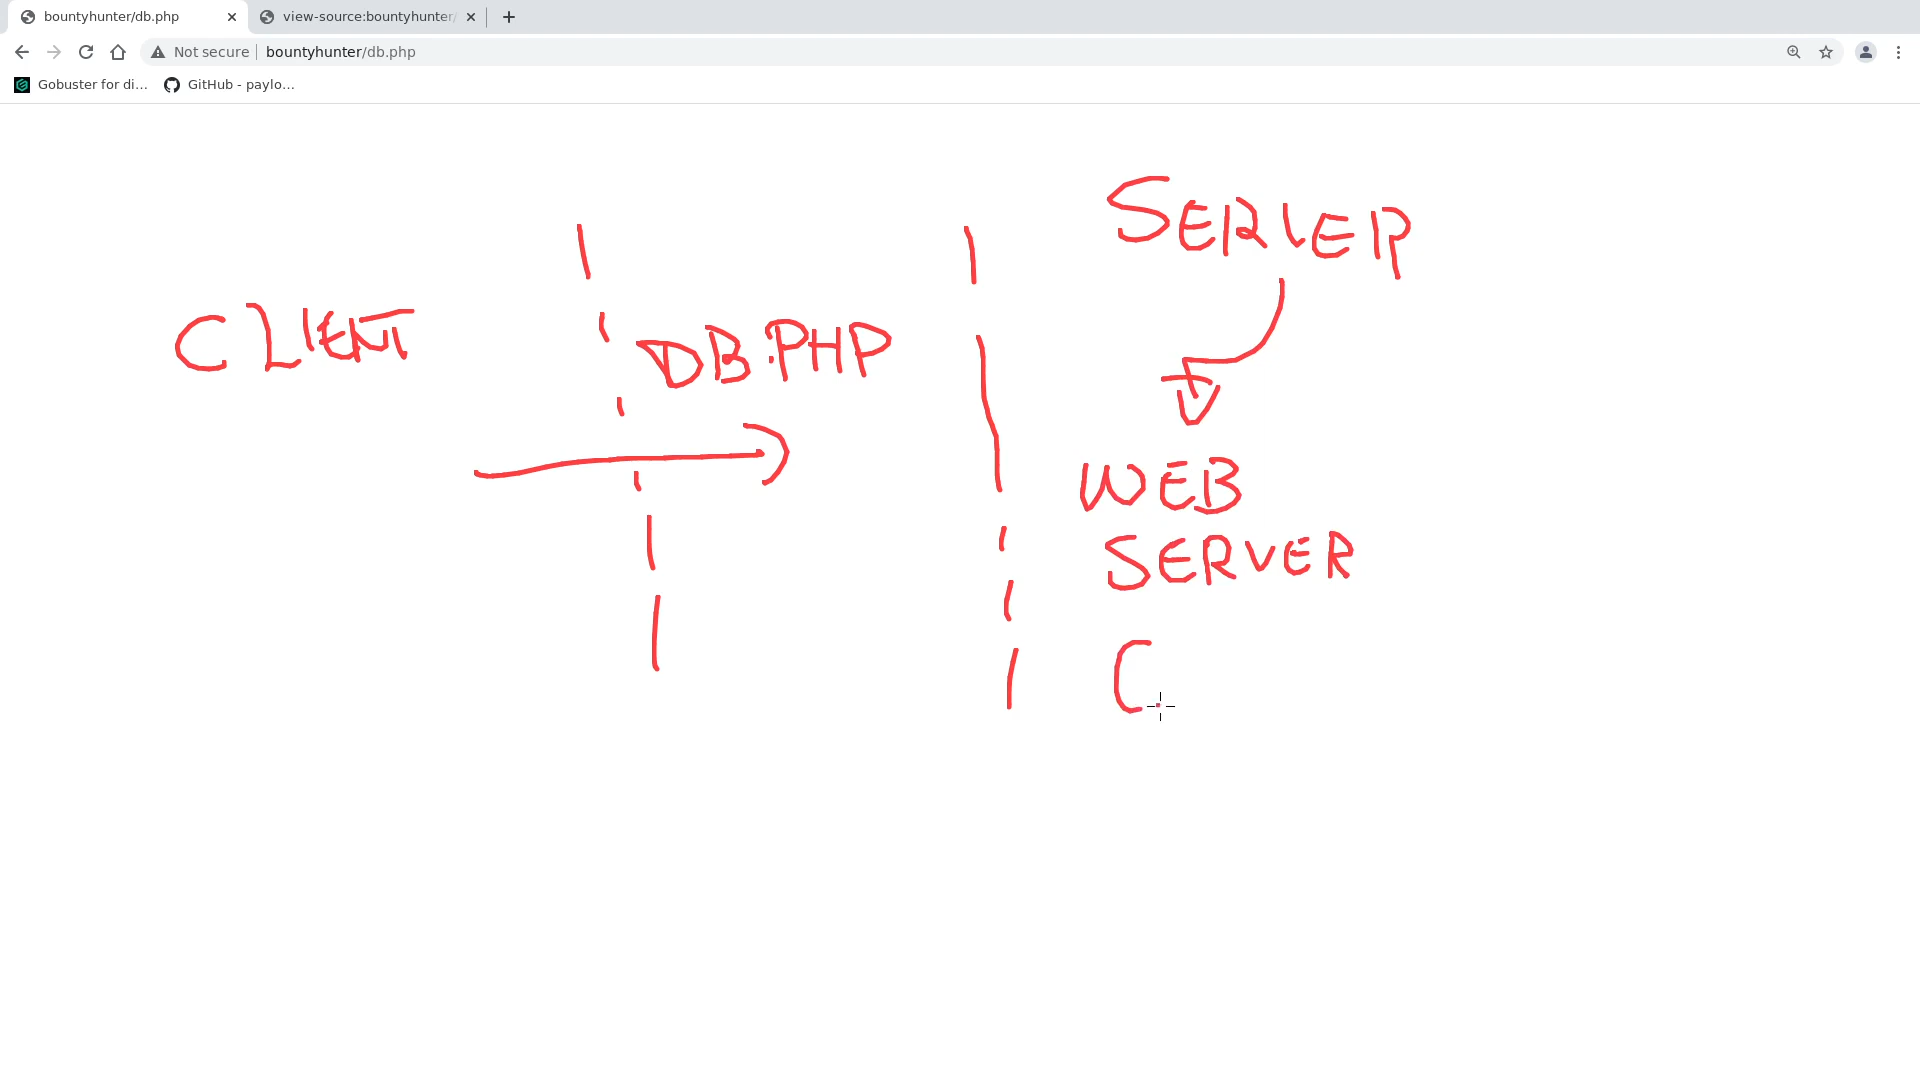 bountyhunter/db.php
view-source:bountyhunter/
Not secure bountyhunter/db.php
Gobuster for di...
GitHub - paylo...
SERVER
CLIENT
DB.PHP
WEB
SERVER
C